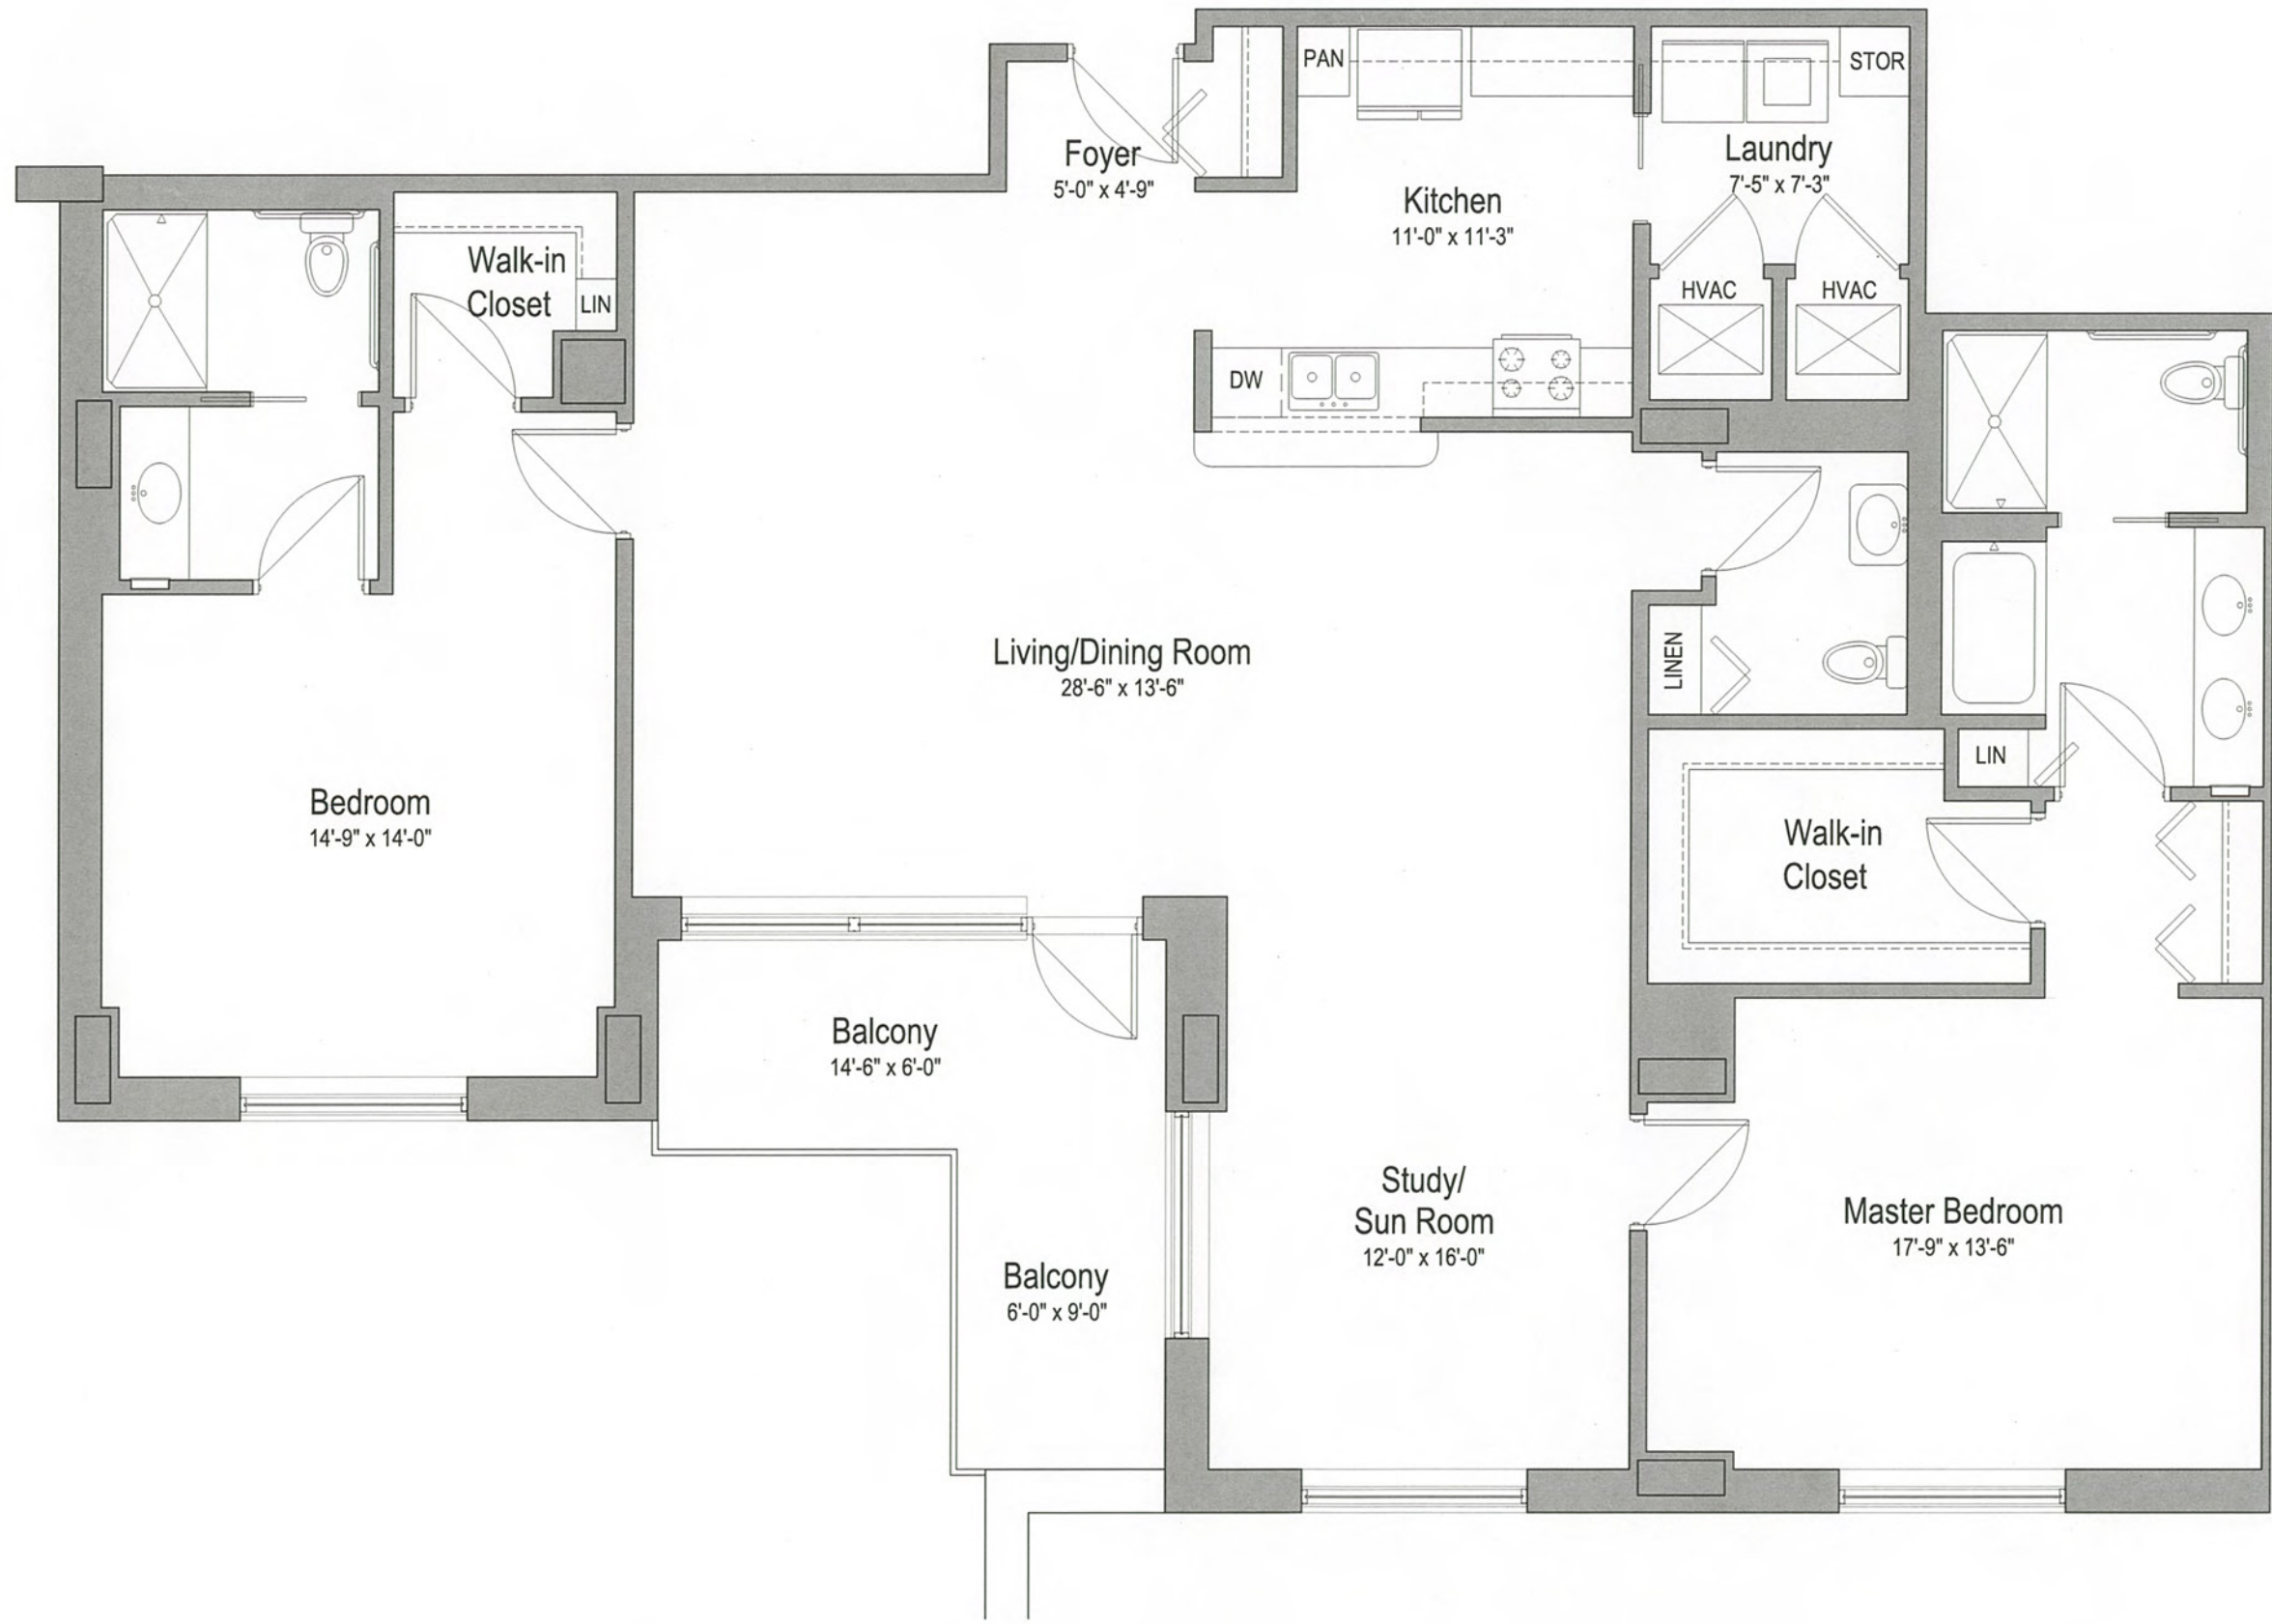 PAN
STOR
Foyer
5'-0" x 4'-9"
Laundry
7'-5" x 7'-3"
Kitchen
11'-0" x 11'-3"
Walk-in
Closet
LIN
HVAC
HVAC
DW
LINEN
Living/Dining Room
28'-6" x 13'-6"
LIN
Bedroom
14'-9" x 14'-0"
Walk-in
Closet
Balcony
14'-6" x 6'-0"
Study/
Sun Room
12'-0" x 16'-0"
Master Bedroom
17'-9" x 13'-6"
Balcony
6'-0" x 9'-0"